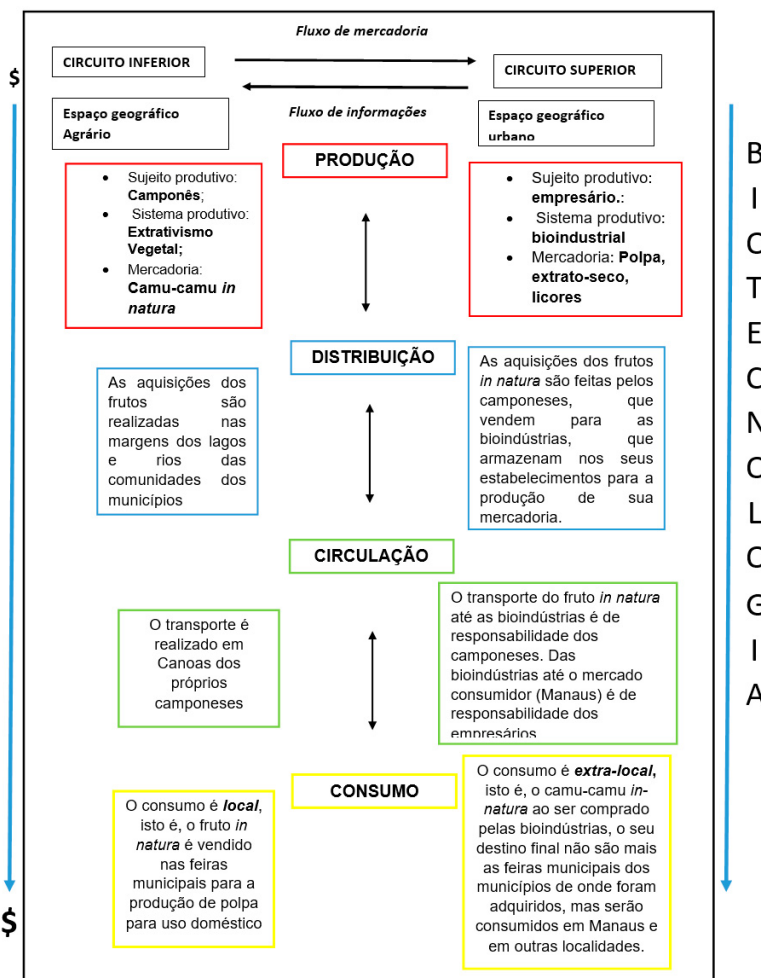 Fluxo de mercadoria
CIRCUITO INFERIOR
CIRCUITO SUPERIOR
$
Espaço geográfico
Agrário
Fluxo de informações
Espaço geográfico
urbano
PRODUÇÃO
• Sujeito produtivo:
Camponês;
• Sistema produtivo:
Extrativismo
Vegetal;
• Mercadoria:
Camu-camu in
natura
• Sujeito produtivo:
empresário.:
• Sistema produtivo:
bioindustrial
• Mercadoria: Polpa,
extrato-seco,
licores
DISTRIBUIÇÃO
As aquisições dos
frutos são
realizadas nas
margens dos lagos
e rios das
comunidades dos
municípios
As aquisições dos frutos
in natura são feitas pelos
camponeses, que
vendem para as
bioindústrias, que
armazenam nos seus
estabelecimentos para a
produção de sua
mercadoria.
CIRCULAÇÃO
O transporte é
realizado em
Canoas dos
próprios
camponeses
O transporte do fruto in natura
até as bioindústrias é de
responsabilidade dos
camponeses. Das
bioindústrias até o mercado
consumidor (Manaus) é de
responsabilidade dos
empresários
CONSUMO
O consumo é local,
isto é, o fruto in
natura é vendido
nas feiras
municipais para a
produção de polpa
para uso doméstico
O consumo é extra-local,
isto é, o camu-camu in-
natura ao ser comprado
pelas bioindústrias, o seu
destino final não são mais
as feiras municipais dos
municípios de onde foram
adquiridos, mas serão
consumidos em Manaus e
em outras localidades.
$
B
I
O
T
E
C
N
O
L
O
G
I
A